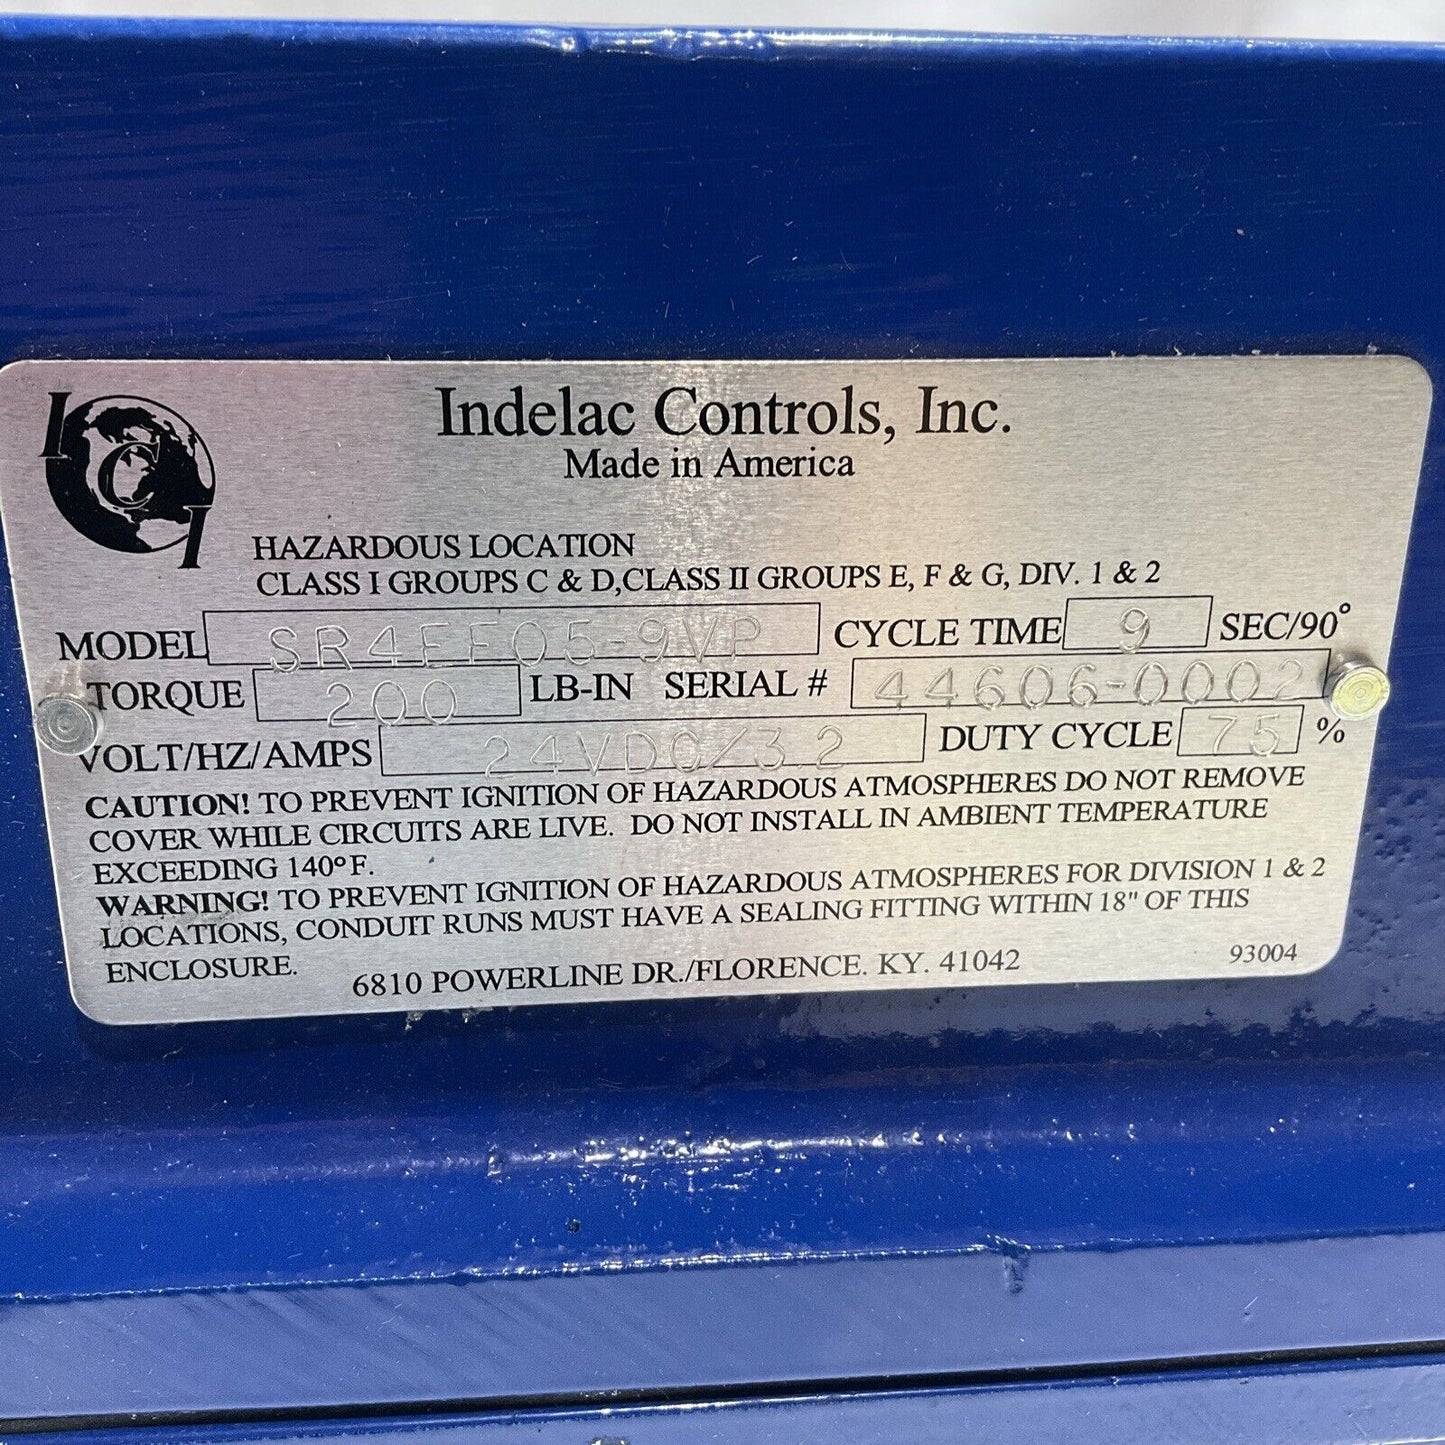 ICI
Indelac Controls, Inc.
Made in America
HAZARDOUS LOCATION
CLASS I GROUPS C & D,CLASS II GROUPS E, F & G, DIV. 1 & 2
MODEL SR4EF05-9VP CYCLE TIME 9 SEC/90°
TORQUE 200 LB-IN SERIAL # 44606-0002
VOLT/HZ/AMPS 24VDC/3.2 DUTY CYCLE 75 %
CAUTION! TO PREVENT IGNITION OF HAZARDOUS ATMOSPHERES DO NOT REMOVE
COVER WHILE CIRCUITS ARE LIVE. DO NOT INSTALL IN AMBIENT TEMPERATURE
EXCEEDING 140°F.
WARNING! TO PREVENT IGNITION OF HAZARDOUS ATMOSPHERES FOR DIVISION 1 & 2
LOCATIONS, CONDUIT RUNS MUST HAVE A SEALING FITTING WITHIN 18" OF THIS
ENCLOSURE.
6810 POWERLINE DR./FLORENCE. KY. 41042 93004